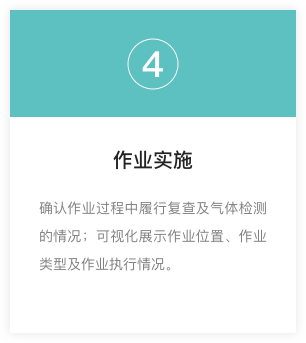 4
作业实施
确认作业过程中履行复查及气体检测
的情况；可视化展示作业位置、作业
类型及作业执行情况。